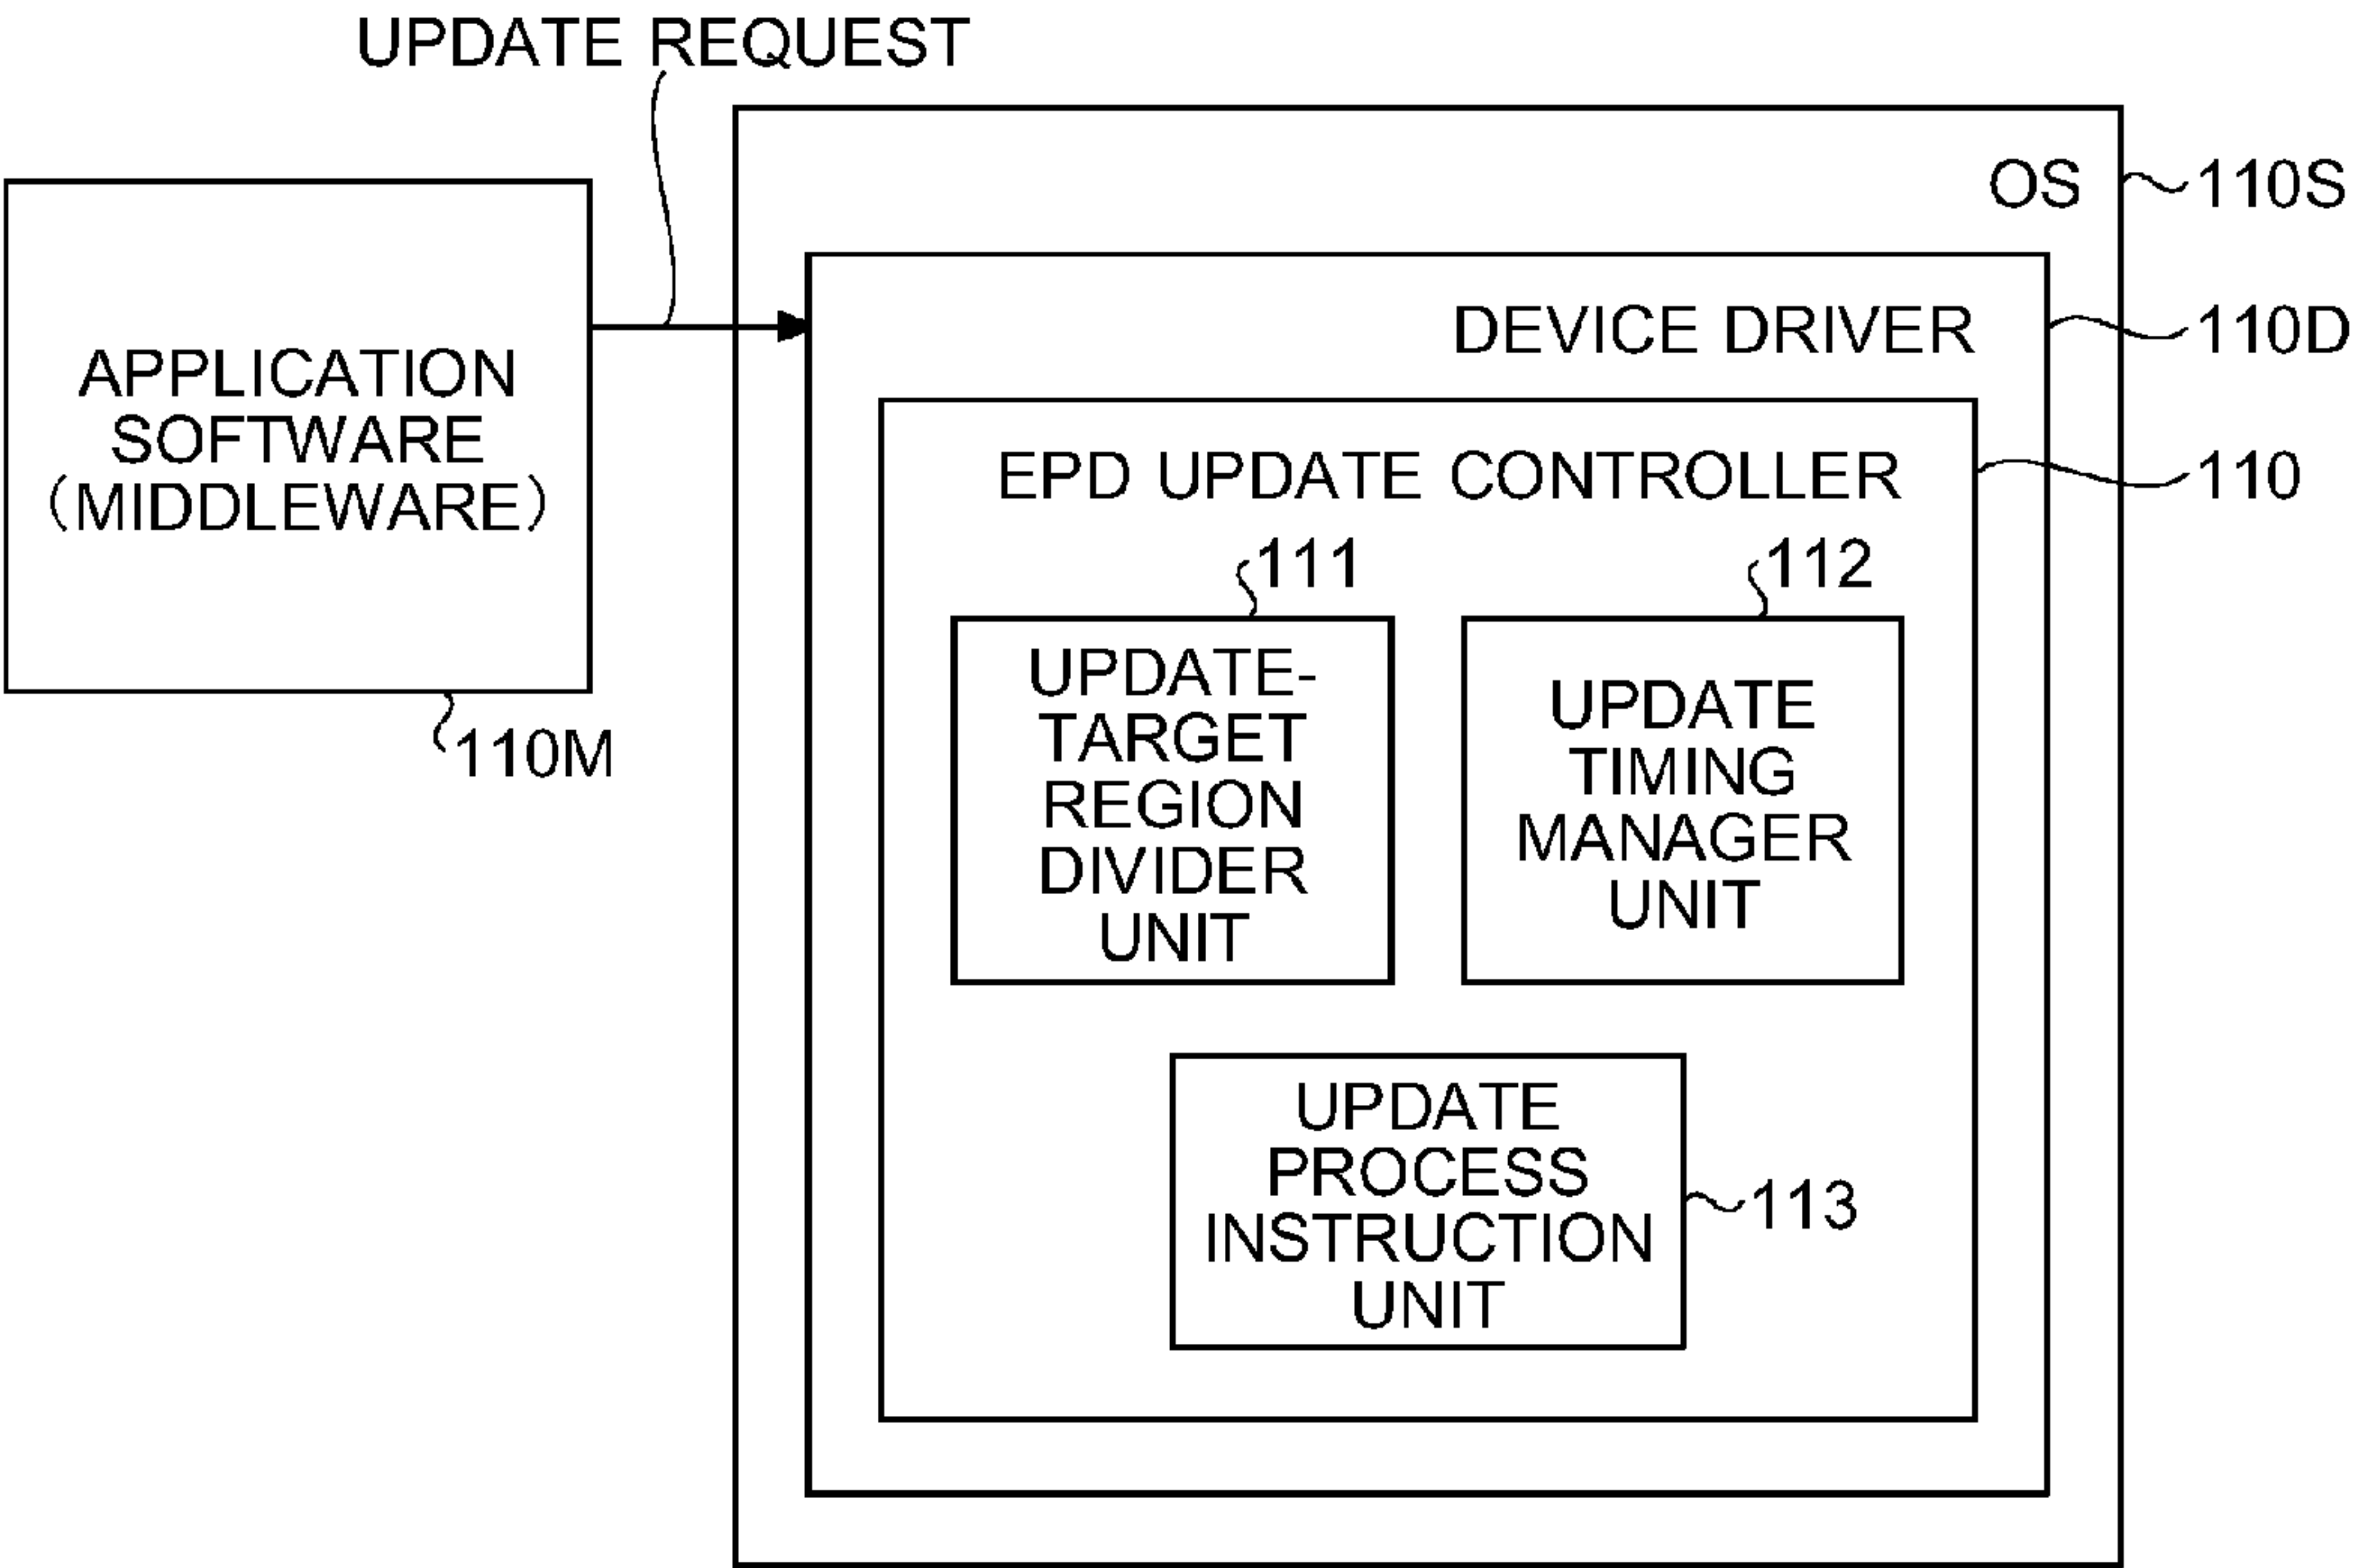 UPDATE REQUEST
OS
110S
DEVICE DRIVER
110D
APPLICATION
SOFTWARE
(MIDDLEWARE)
110M
EPD UPDATE CONTROLLER
110
111
112
UPDATE-
TARGET
REGION
DIVIDER
UNIT
UPDATE
TIMING
MANAGER
UNIT
UPDATE
PROCESS
INSTRUCTION
UNIT
113